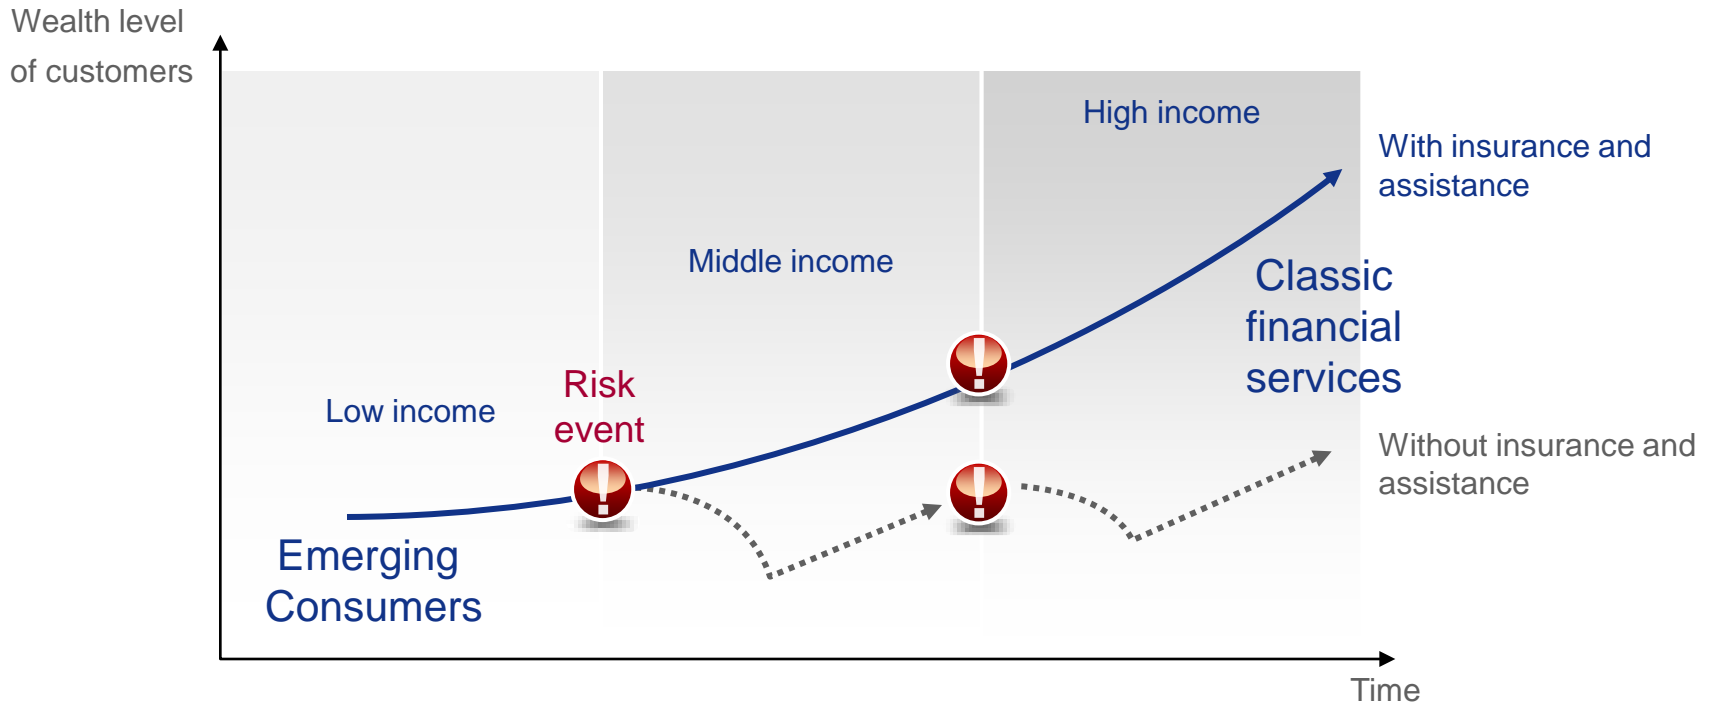 Wealth level
of customers
High income
With insurance and
assistance
Middle income
Classic
financial
services
Risk
event
Low income
Without insurance and
assistance
Emerging
Consumers
Time